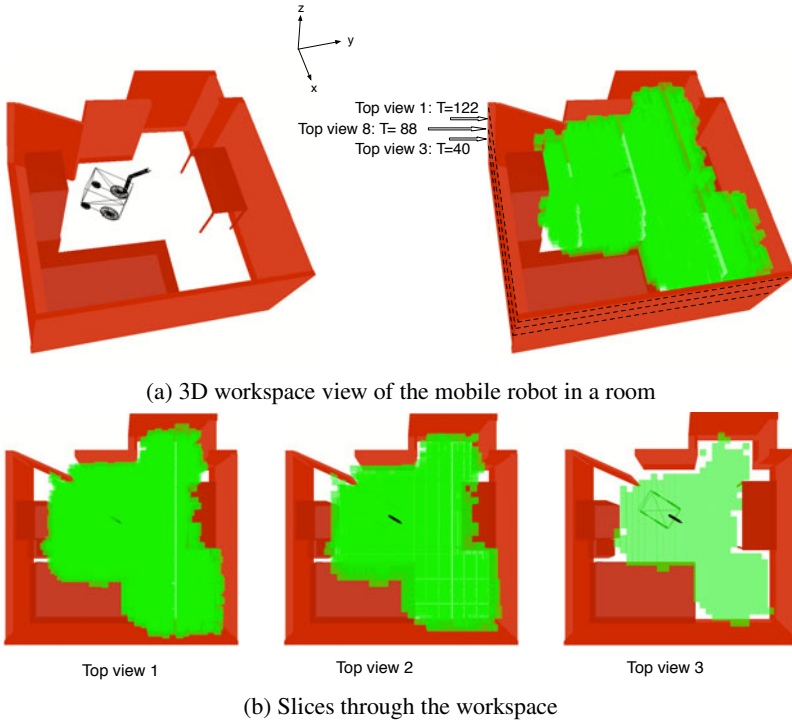 z
y
x
Top view 1: T=122
Top view 8: T= 88
Top view 3: T=40
(a) 3D workspace view of the mobile robot in a room
Top view 1
Top view 2
Top view 3
(b) Slices through the workspace